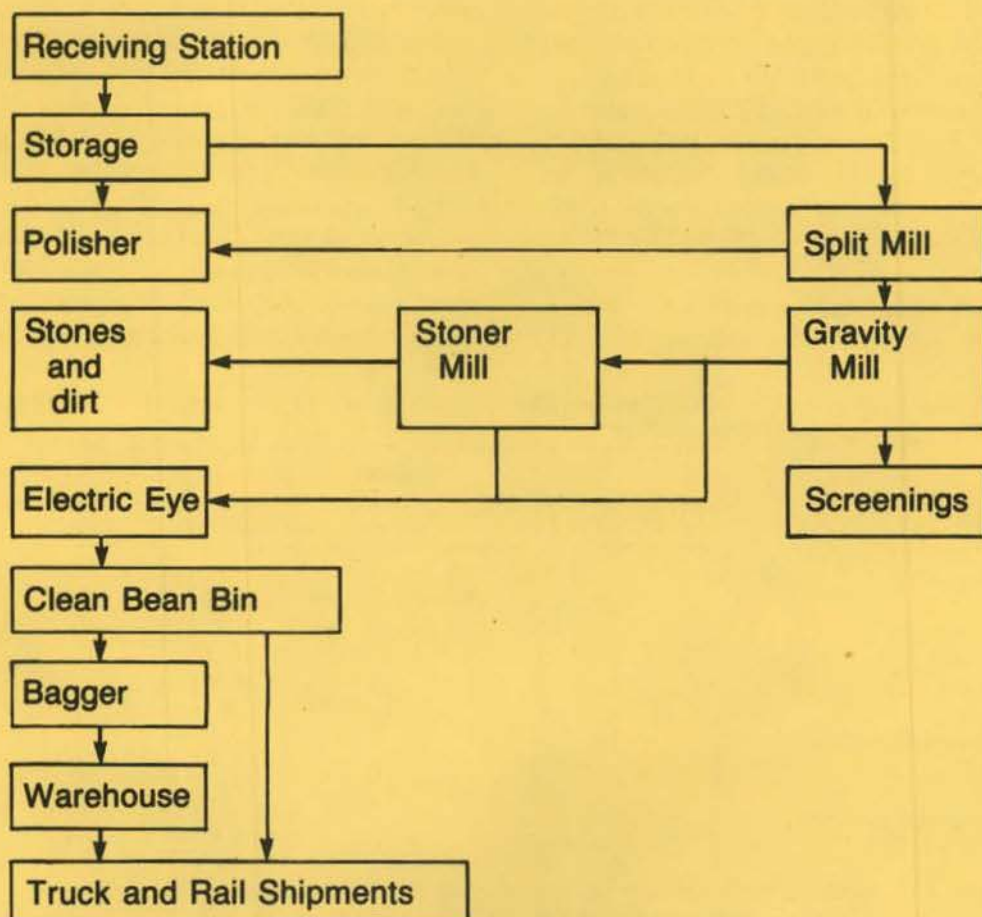 Receiving Station
Storage
Polisher
Split Mill
Stones
and
dirt
Stoner
Mill
Gravity
Mill
Electric Eye
Screenings
Clean Bean Bin
Bagger
Warehouse
Truck and Rail Shipments